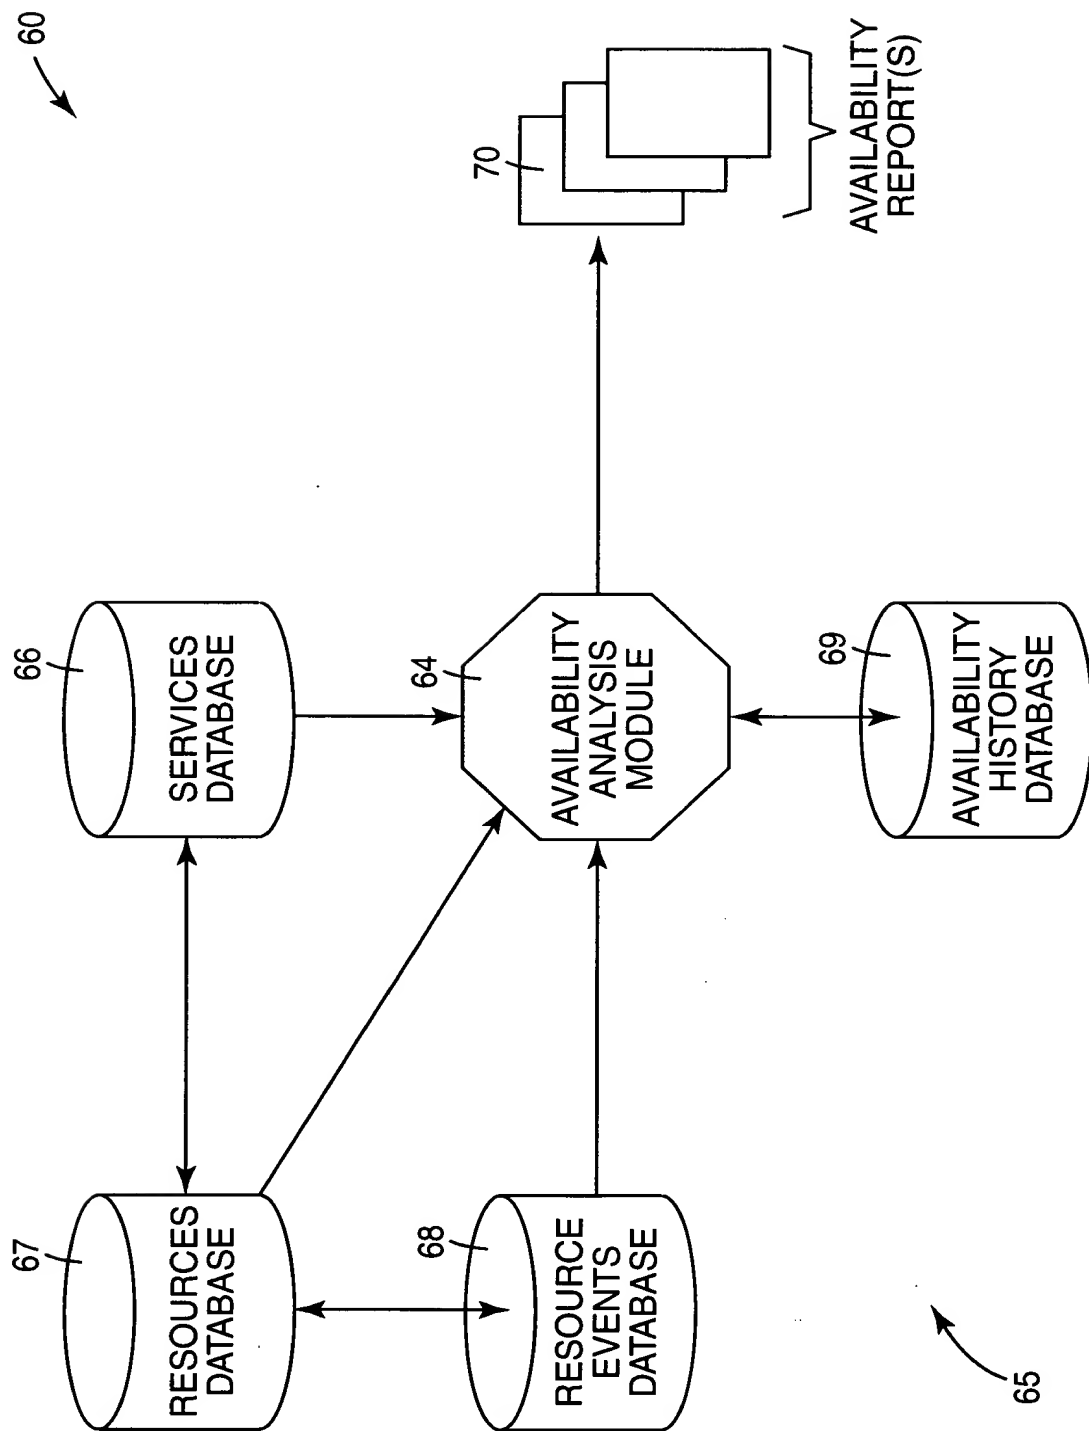 60
67
RESOURCES
DATABASE
66
SERVICES
DATABASE
68
RESOURCE
EVENTS
DATABASE
64
AVAILABILITY
ANALYSIS
MODULE
70
AVAILABILITY
REPORT(S)
69
AVAILABILITY
HISTORY
DATABASE
65